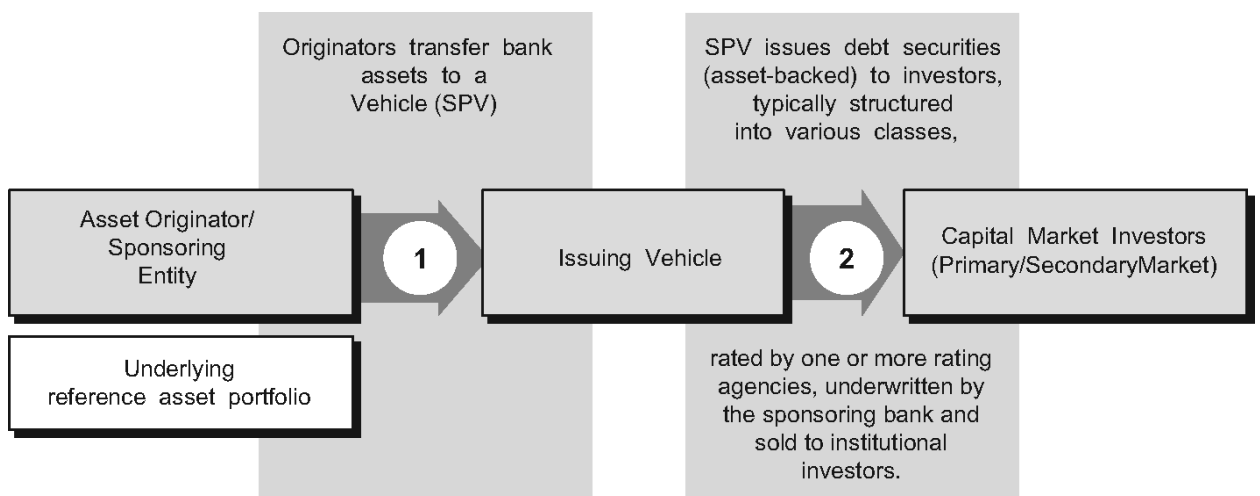 Originators transfer bank
assets to a
Vehicle (SPV)
SPV issues debt securities
(asset-backed) to investors,
typically structured
into various classes,
Asset Originator/
Sponsoring
Entity
1
Issuing Vehicle
2
Capital Market Investors
(Primary/SecondaryMarket)
Underlying
reference asset portfolio
rated by one or more rating
agencies, underwritten by
the sponsoring bank and
sold to institutional
investors.